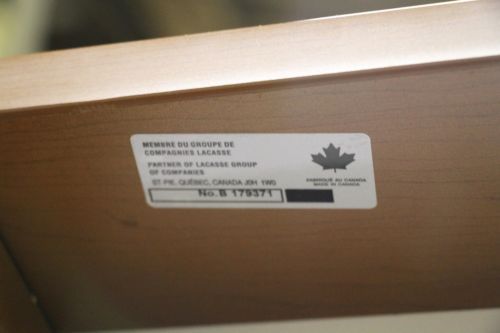 MEMBRE DU GROUPE DE
COMPAGNIES LACASSE
PARTNER OF LACASSE GROUP
OF COMPANIES
ST-PIE, QUÉBEC, CANADA J0H 1W0
No.B 179371
FABRIQUÉ AU CANADA
MADE IN CANADA